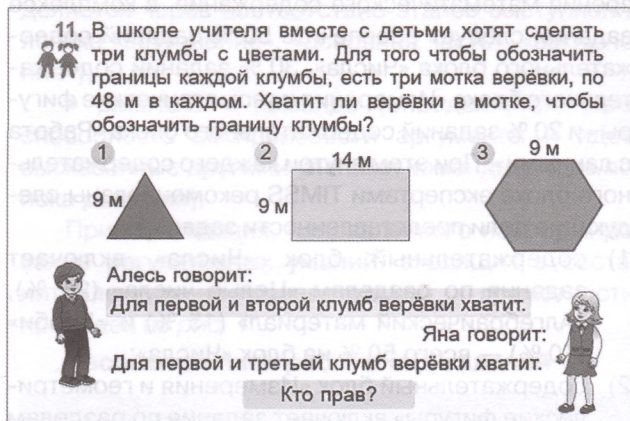 11. В школе учителя вместе с детьми хотят сделать
три клумбы с цветами. Для того чтобы обозначить
границы каждой клумбы, есть три мотка верёвки, по
48 м в каждом. Хватит ли верёвки в мотке, чтобы
обозначить границу клумбы?
1 2 3
14 м 9 м
9 м 9 м
Алесь говорит:
Для первой и второй клумб верёвки хватит.
Яна говорит:
Для первой и третьей клумб верёвки хватит.
Кто прав?